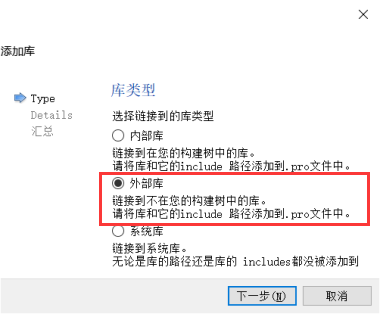 添加库
Type
Details
汇总
库类型
选择链接到的库类型
内部库
链接到在您的构建树中的库。
请将库和它的include 路径添加到.pro文件中。
外部库
链接到不在您的构建树中的库。
请将库和它的include 路径添加到.pro文件中。
系统库
链接到系统库。
无论是库的路径还是库的 includes都没被添加到
下一步(N)
取消